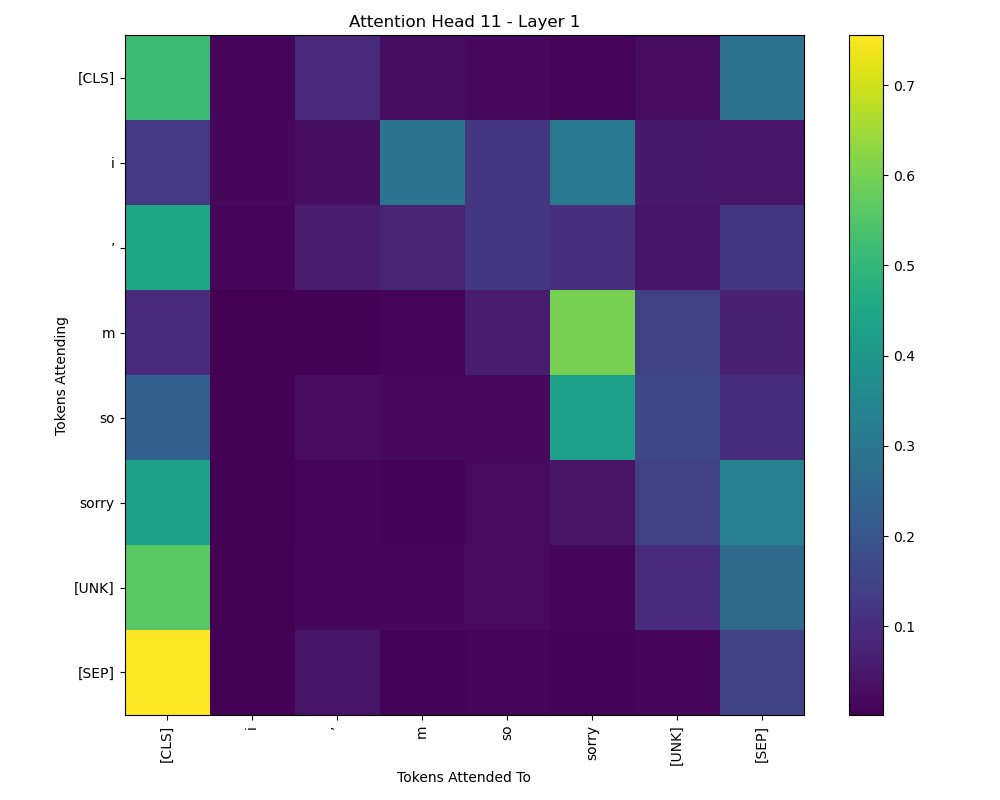 Attention Head 11 - Layer 1
Tokens Attending
[CLS]
i
’
m
so
sorry
[UNK]
[SEP]
[CLS]
i
’
m
so
sorry
[UNK]
[SEP]
Tokens Attended To
0.7
0.6
0.5
0.4
0.3
0.2
0.1